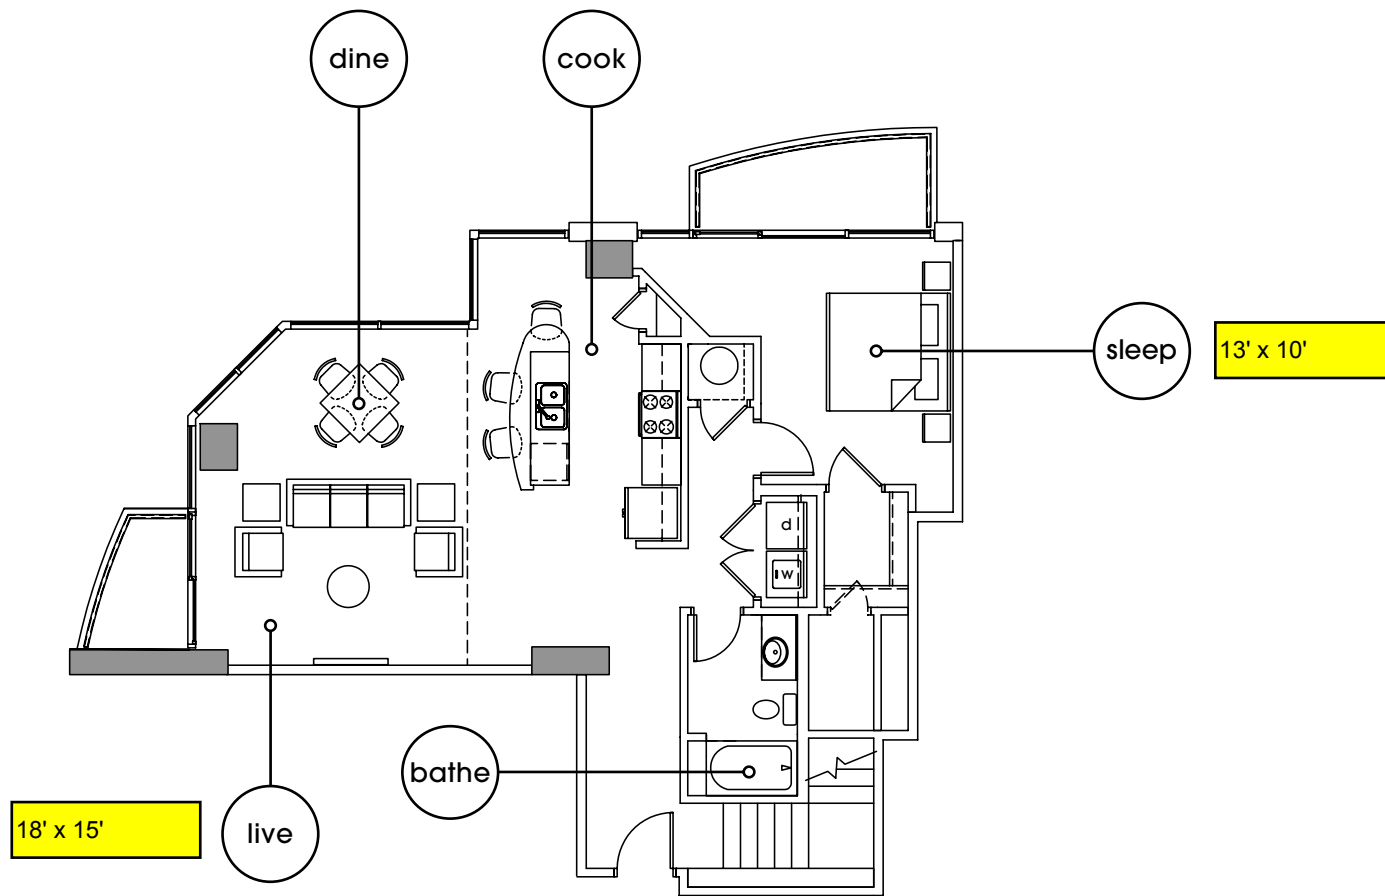 dine
cook
sleep
13' x 10'
d
w
bathe
18' x 15'
live